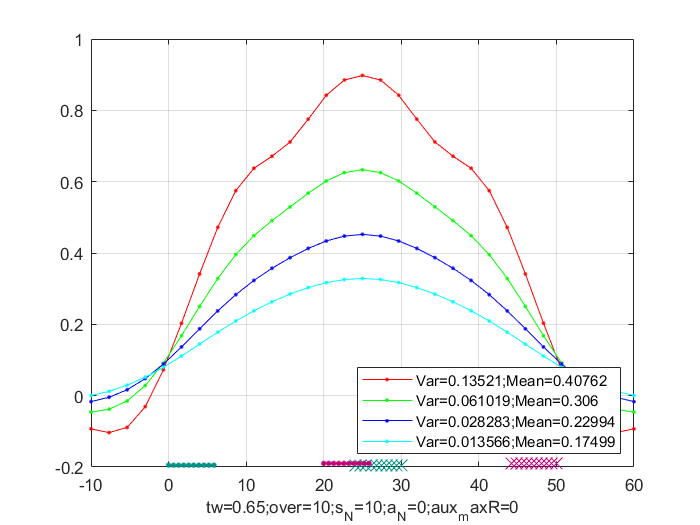 1
0.8
0.6
0.4
0.2
0
-0.2
-10 0 10 20 30 40 50 60
Var=0.13521;Mean=0.40762
Var=0.061019;Mean=0.306
Var=0.028283;Mean=0.22994
Var=0.013566;Mean=0.17499
tw=0.65;over=10;s_N=10;a_N=0;aux_maxR=0